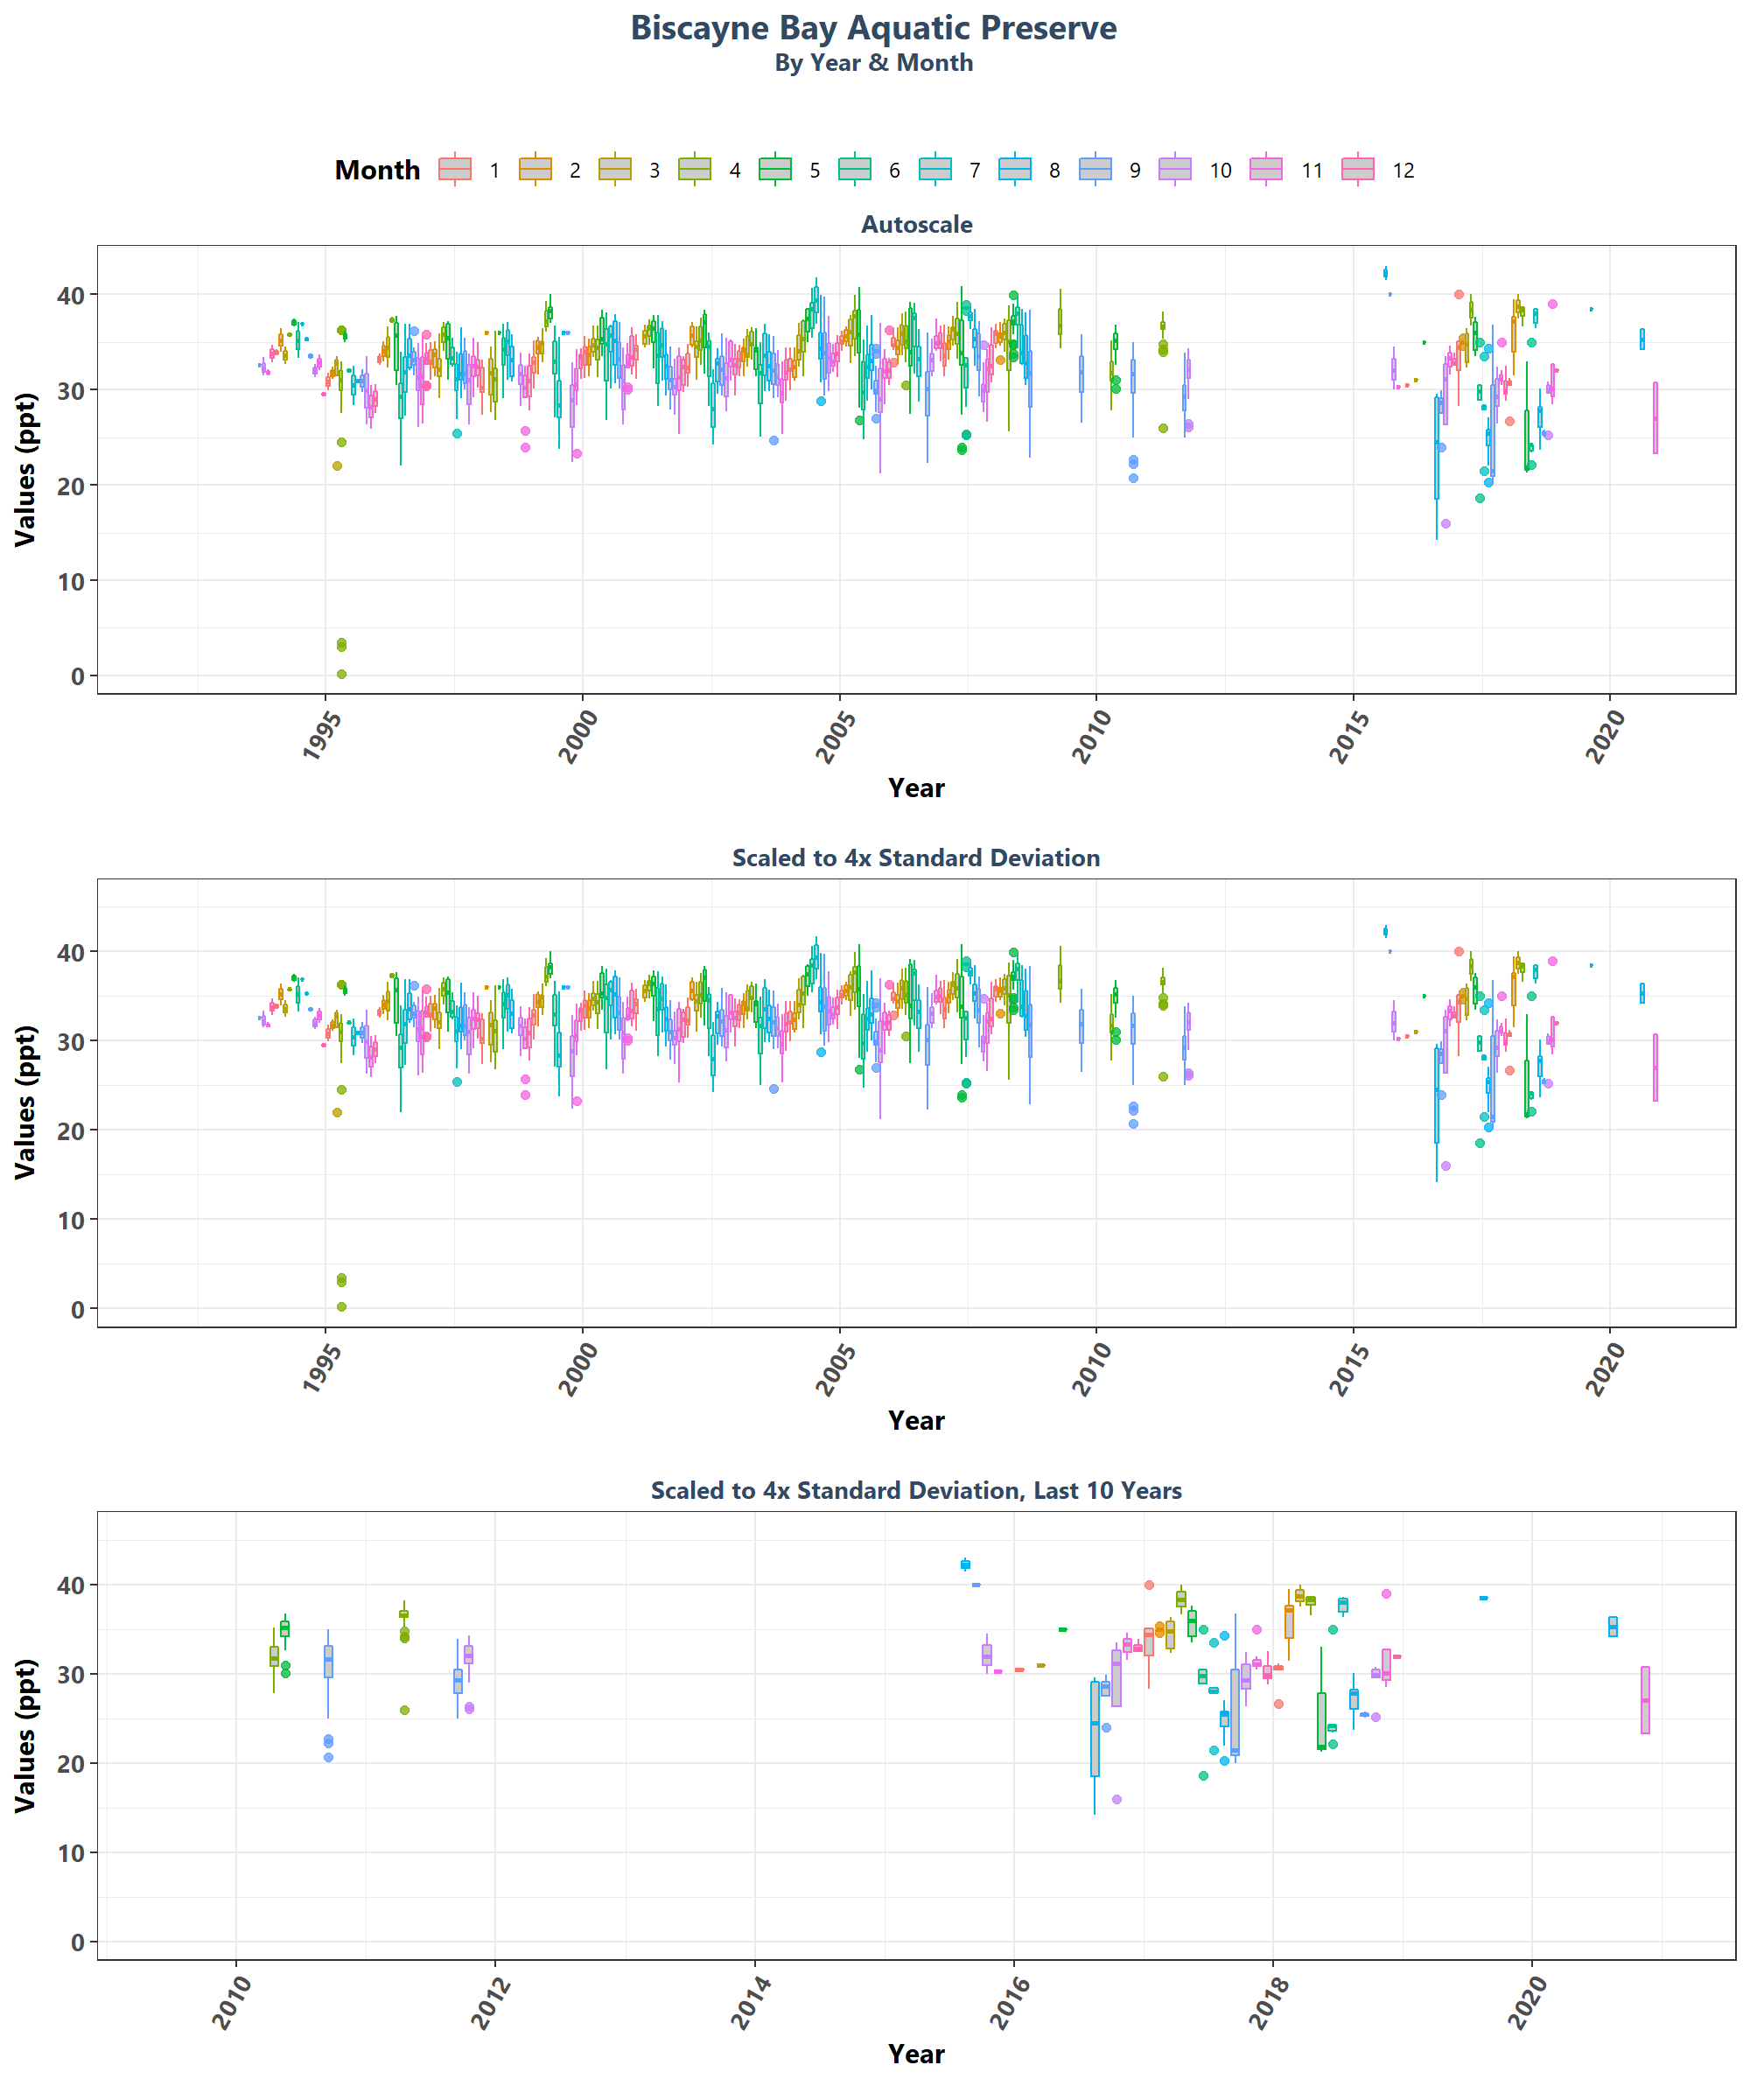 Biscayne Bay Aquatic Preserve
By Year & Month
Month 1 2 3 4 5 6 7 8 9 10 11 12
Autoscale
Values (ppt)
40
30
20
10
0
1995 2000 2005 2010 2015 2020
Year
Scaled to 4x Standard Deviation
Values (ppt)
40
30
20
10
0
1995 2000 2005 2010 2015 2020
Year
Scaled to 4x Standard Deviation, Last 10 Years
Values (ppt)
40
30
20
10
0
2010 2012 2014 2016 2018 2020
Year